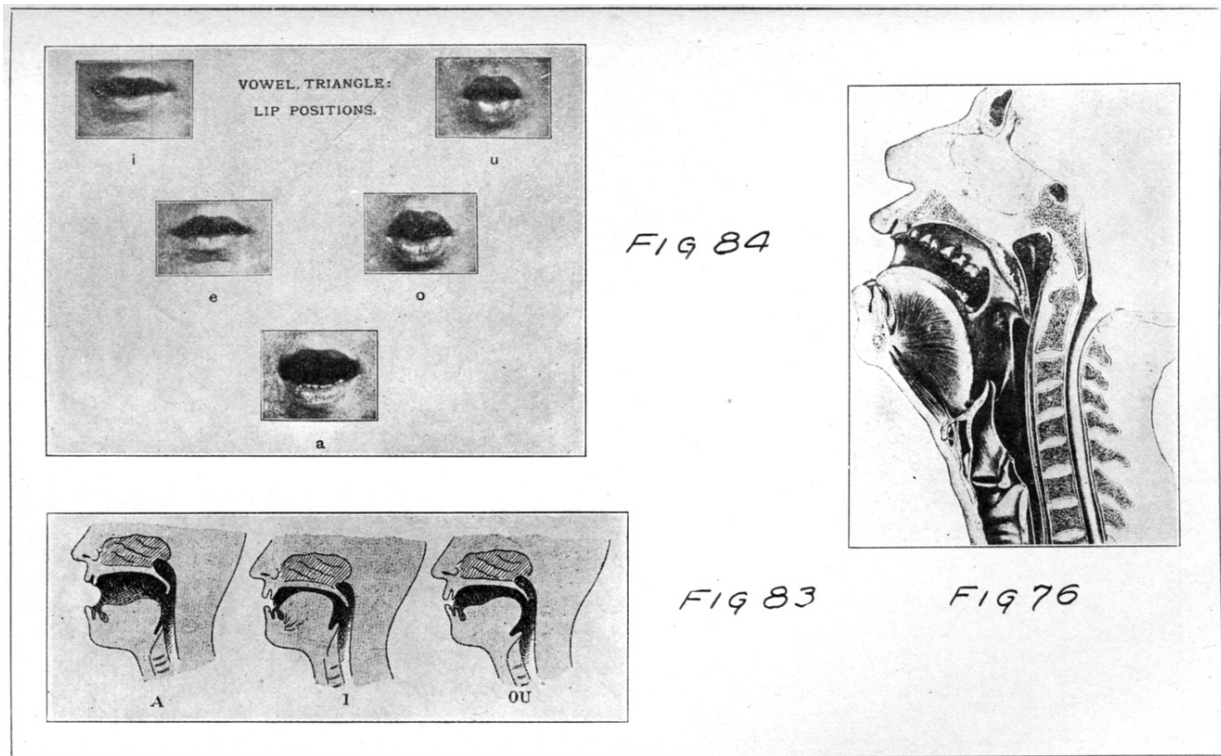 VOWEL. TRIANGLE:
LIP POSITIONS.
i
u
e
o
a
FIG 84
A
I
OU
FIG 83
FIG 76